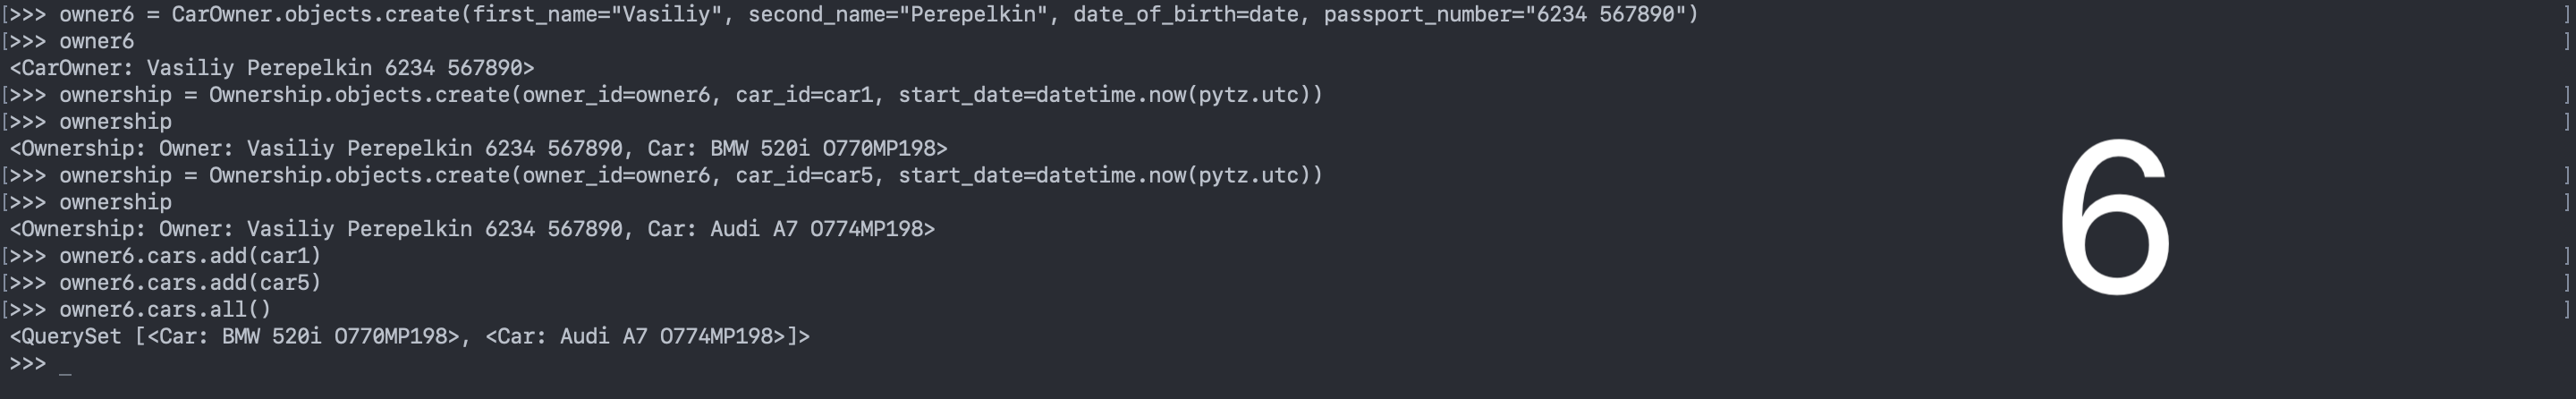 [>>> owner6 = CarOwner.objects.create(first_name="Vasiliy", second_name="Perepelkin", date_of_birth=date, passport_number="6234 567890") ]
[>>> owner6 ]
<CarOwner: Vasiliy Perepelkin 6234 567890>
[>>> ownership = Ownership.objects.create(owner_id=owner6, car_id=car1, start_date=datetime.now(pytz.utc)) ]
[>>> ownership ]
<Ownership: Owner: Vasiliy Perepelkin 6234 567890, Car: BMW 520i O770MP198>
[>>> ownership = Ownership.objects.create(owner_id=owner6, car_id=car5, start_date=datetime.now(pytz.utc)) ]
[>>> ownership ]
<Ownership: Owner: Vasiliy Perepelkin 6234 567890, Car: Audi A7 O774MP198>
[>>> owner6.cars.add(car1) ]
[>>> owner6.cars.add(car5) ]
[>>> owner6.cars.all() ]
<QuerySet [<Car: BMW 520i O770MP198>, <Car: Audi A7 O774MP198>]>
>>> _
6